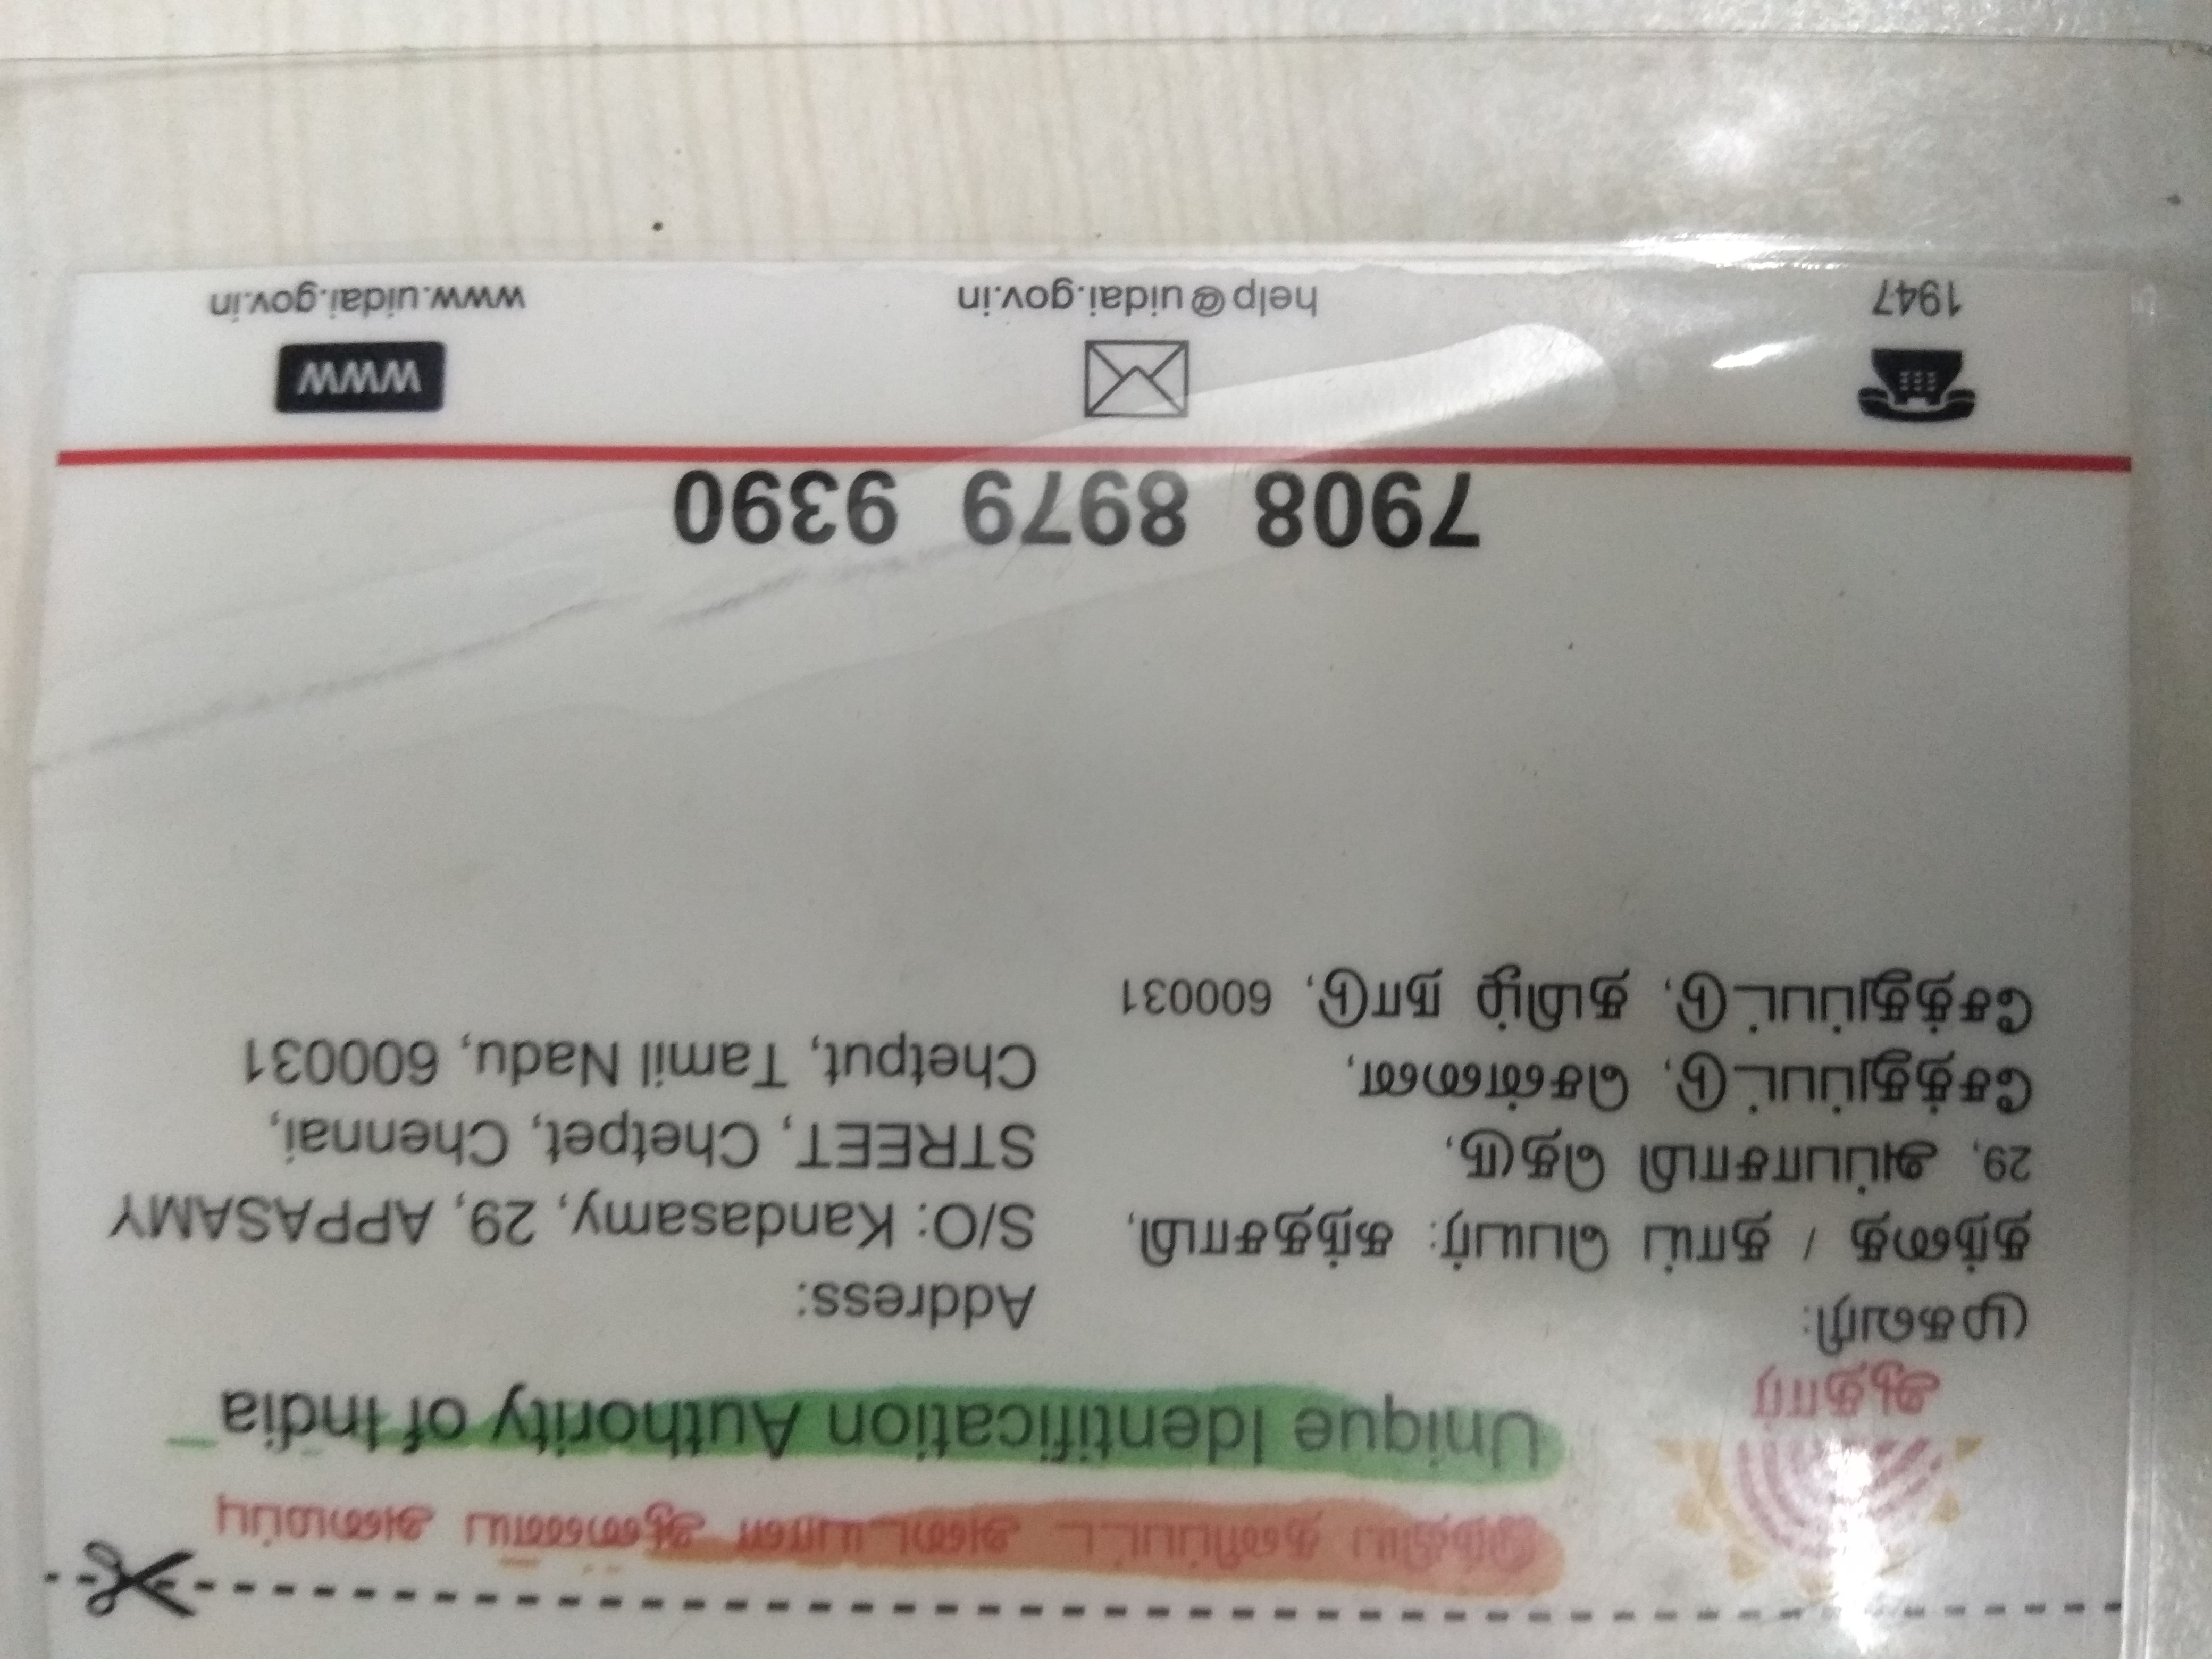 இந்திய தனிப்பட்ட அடையாள ஆணைய அமைப்பு
Unique Identification Authority of India
ஆதார்
முகவரி:
தந்தை / தாய் பெயர்: கந்தசாமி,
29, அப்பாசாமி தெரு,
சேத்துப்பட்டு, சென்னை,
சேத்துப்பட்டு, தமிழ் நாடு, 600031
Address:
S/O: Kandasamy, 29, APPASAMY
STREET, Chetpet, Chennai,
Chetput, Tamil Nadu, 600031
7908 8979 9390
1947
help@uidai.gov.in
WWW
www.uidai.gov.in